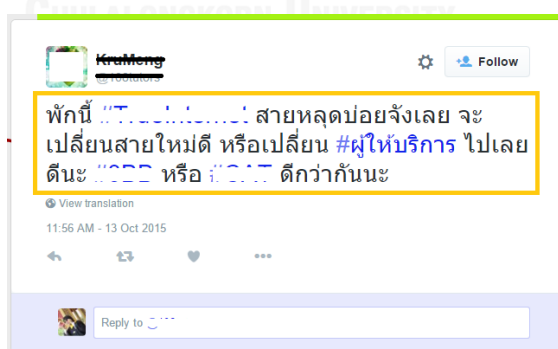 CHULALONGKORN UNIVERSITY
KruMong
Follow
พักนี้ สายหลุดบ่อยจังเลย จะ
เปลี่ยนสายใหม่ดี หรือเปลี่ยน #ผู้ให้บริการ ไปเลย
ดีนะ หรือ ดีกว่ากันนะ
View translation
11:56 AM - 13 Oct 2015
Reply to